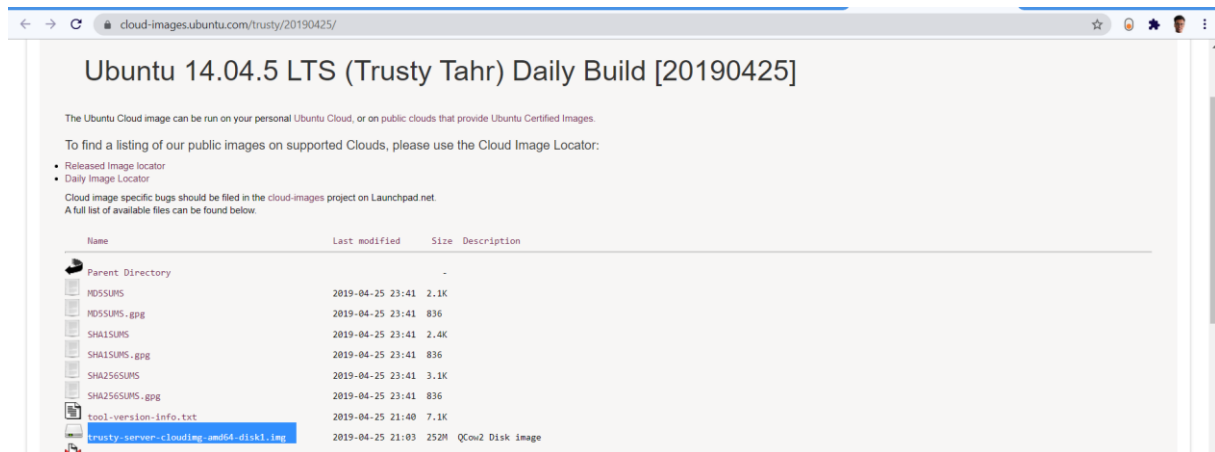 cloud-images.ubuntu.com/trusty/20190425/
Ubuntu 14.04.5 LTS (Trusty Tahr) Daily Build [20190425]
The Ubuntu Cloud image can be run on your personal Ubuntu Cloud, or on public clouds that provide Ubuntu Certified Images.
To find a listing of our public images on supported Clouds, please use the Cloud Image Locator:
Released Image locator
Daily Image Locator
Cloud image specific bugs should be filed in the cloud-images project on Launchpad.net.
A full list of available files can be found below.
Name Last modified Size Description
Parent Directory -
MD5SUMS 2019-04-25 23:41 2.1K
MD5SUMS.gpg 2019-04-25 23:41 836
SHA1SUMS 2019-04-25 23:41 2.4K
SHA1SUMS.gpg 2019-04-25 23:41 836
SHA256SUMS 2019-04-25 23:41 3.1K
SHA256SUMS.gpg 2019-04-25 23:41 836
tool-version-info.txt 2019-04-25 21:40 7.1K
trusty-server-cloudimg-amd64-disk1.img 2019-04-25 21:03 252M QCow2 Disk image